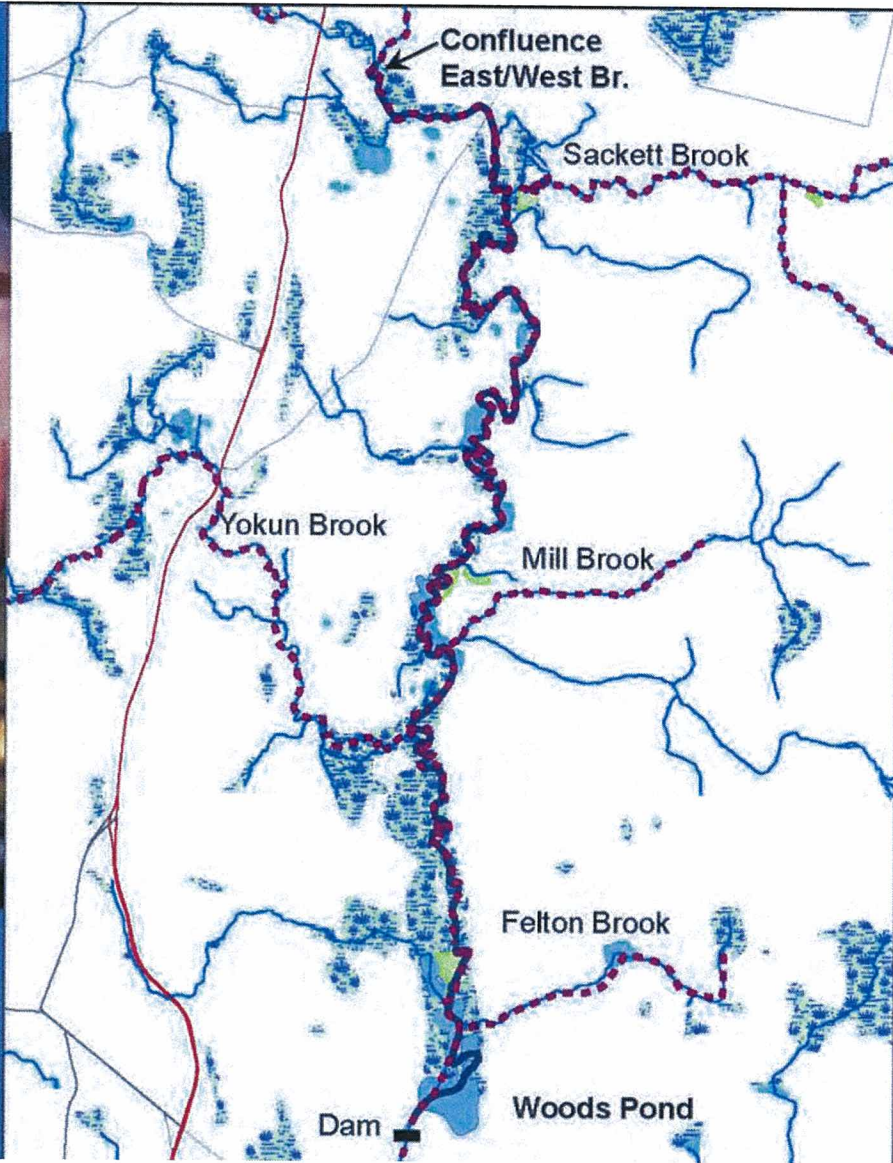 Confluence
East/West Br.
Sackett Brook
Yokun Brook
Mill Brook
Felton Brook
Woods Pond
Dam